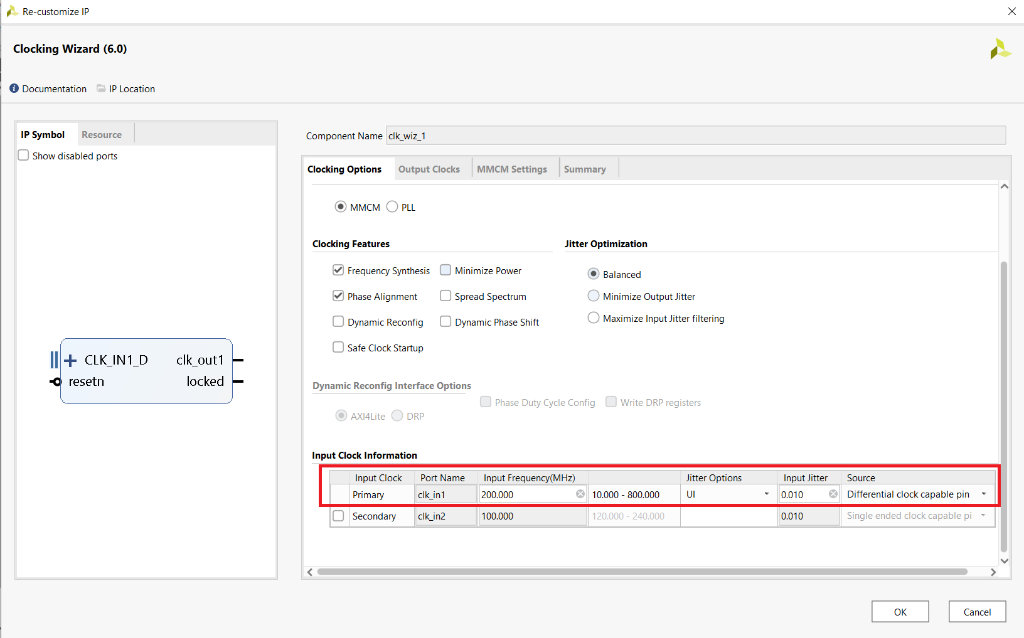 Re-customize IP
Clocking Wizard (6.0)
Documentation IP Location
IP Symbol Resource
Show disabled ports
CLK_IN1_D clk_out1
resetn locked
Component Name clk_wiz_1
Clocking Options Output Clocks MMCM Settings Summary
MMCM PLL
Clocking Features Jitter Optimization
Frequency Synthesis Minimize Power Balanced
Phase Alignment Spread Spectrum Minimize Output Jitter
Dynamic Reconfig Dynamic Phase Shift Maximize Input Jitter filtering
Safe Clock Startup
Dynamic Reconfig Interface Options
Phase Duty Cycle Config Write DRP registers
AXI4Lite DRP
Input Clock Information
Input Clock Port Name Input Frequency(MHz) Jitter Options Input Jitter Source
Primary clk_in1 200.000 10.000 - 800.000 UI 0.010 Differential clock capable pin
Secondary clk_in2 100.000 120.000 - 240.000 0.010 Single ended clock capable pi
OK Cancel